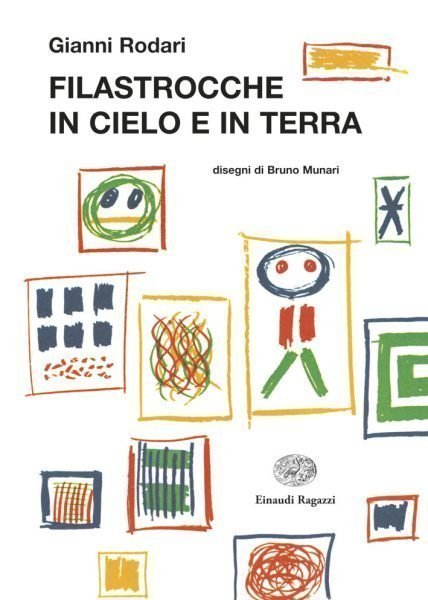 Gianni Rodari
FILASTROCCHE
IN CIELO E IN TERRA
disegni di Bruno Munari
Einaudi Ragazzi